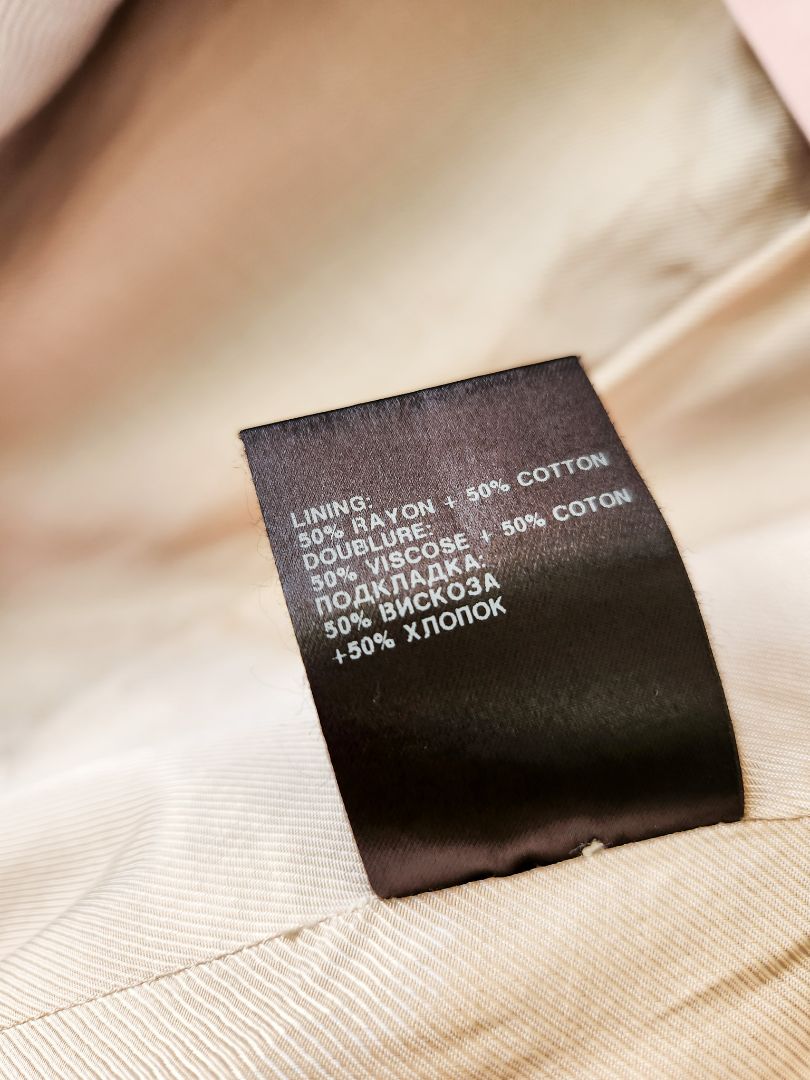 LINING:
50% RAYON + 50% COTTON
DOUBLURE:
50% VISCOSE + 50% COTON
ПОДКЛАДКА:
50% ВИСКОЗА
+50% ХЛОПОК